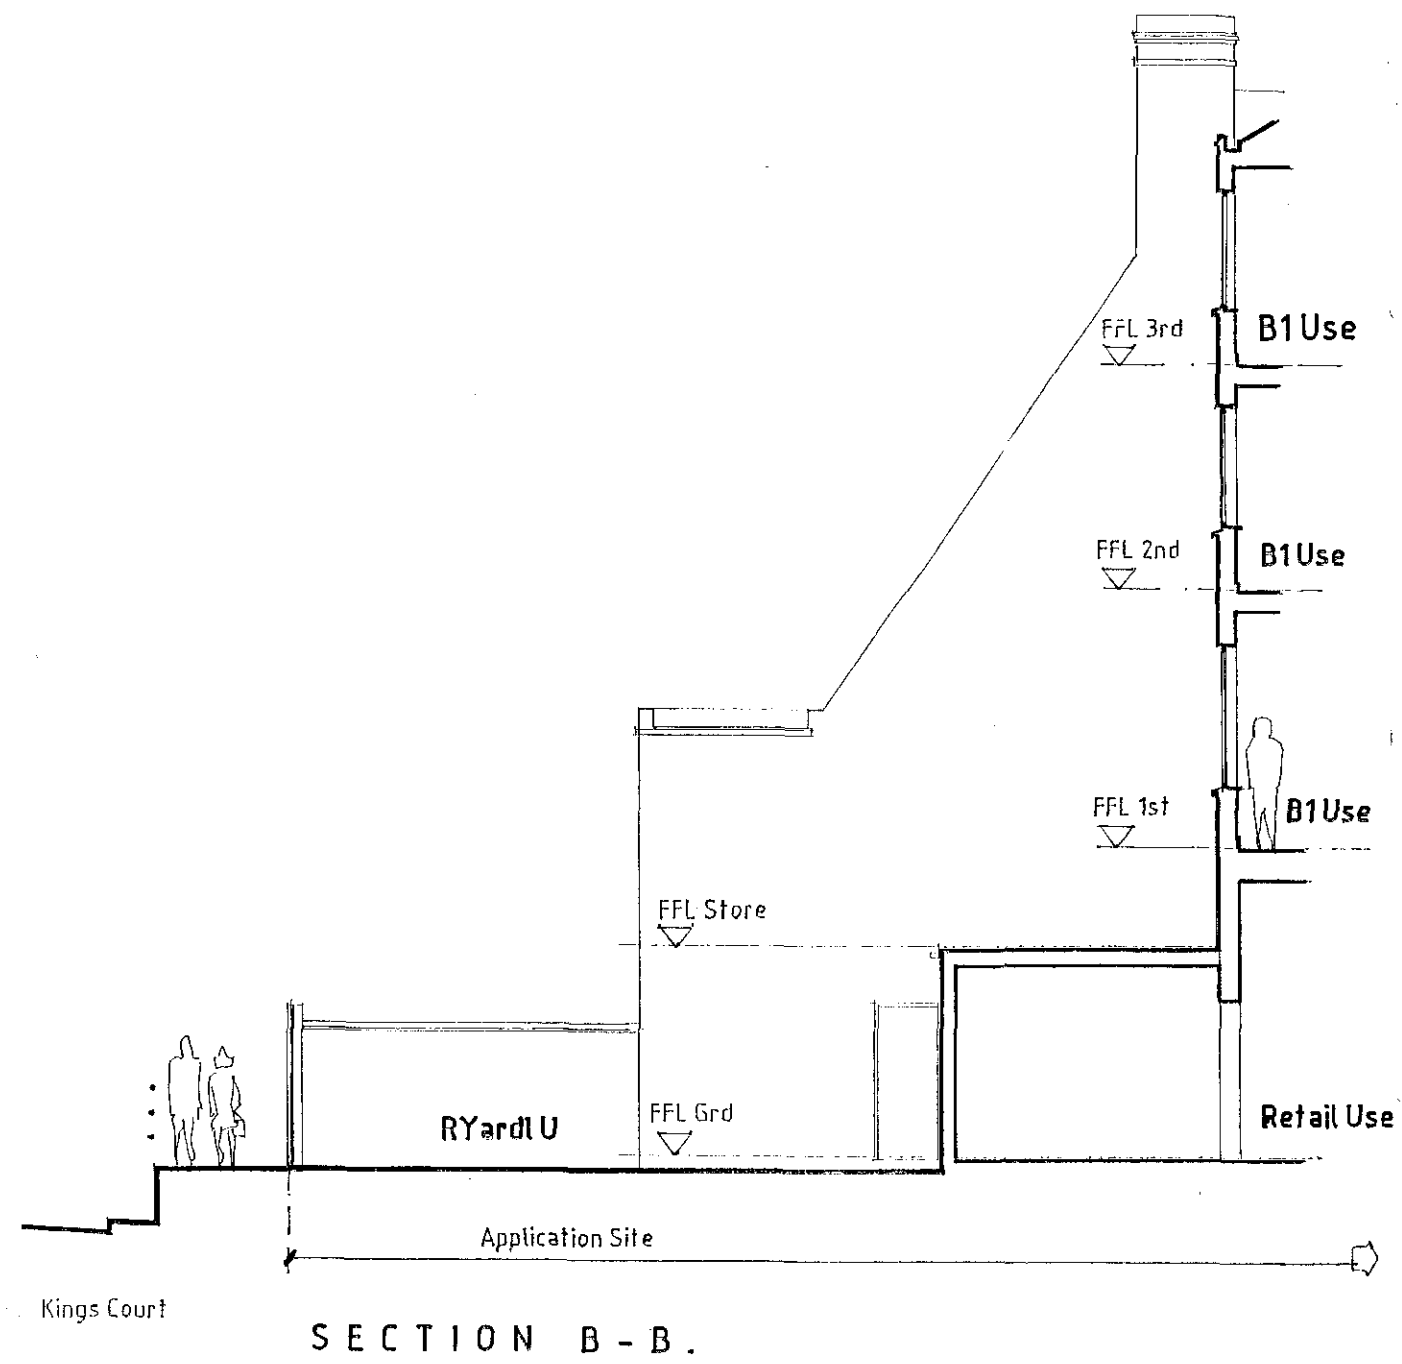 FFL 3rd
B1 Use
FFL 2nd
B1 Use
FFL 1st
B1 Use
FFL Store
RYardl U
FFL Grd
Retail Use
Application Site
Kings Court
SECTION B-B.